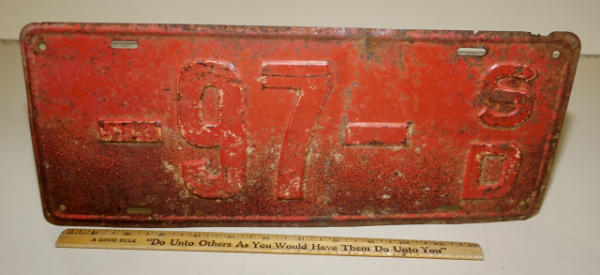 -97-
S
D
A GOOD RULE "Do Unto Others As You Would Have Them Do Unto You"